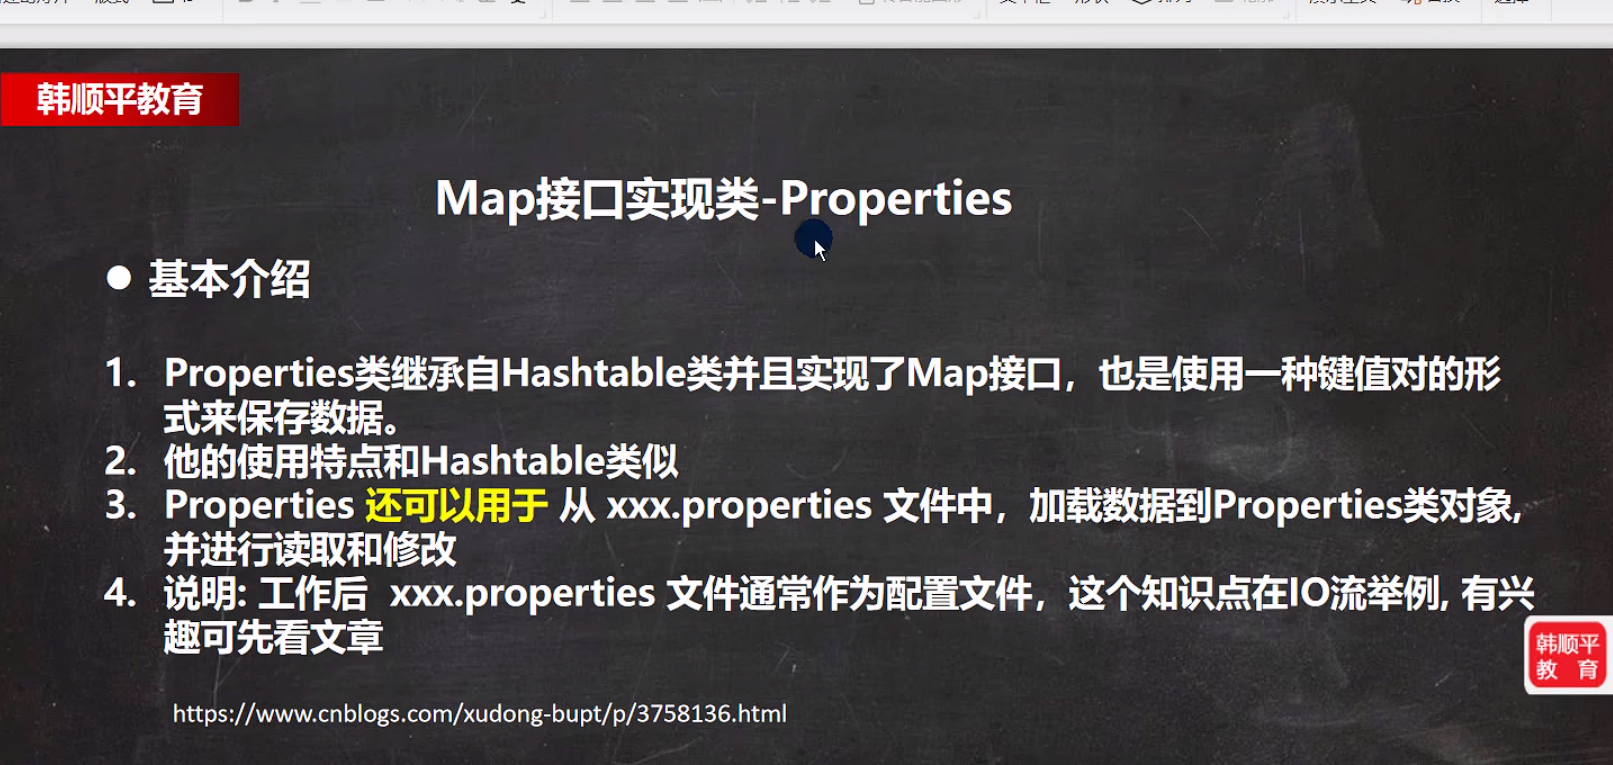 韩顺平教育
Map接口实现类-Properties
● 基本介绍
1. Properties类继承自Hashtable类并且实现了Map接口，也是使用一种键值对的形
式来保存数据。
2. 他的使用特点和Hashtable类似
3. Properties 还可以用于 从 xxx.properties 文件中，加载数据到Properties类对象,
并进行读取和修改
4. 说明: 工作后 xxx.properties 文件通常作为配置文件，这个知识点在IO流举例, 有兴
趣可先看文章
韩顺平
教 育
https://www.cnblogs.com/xudong-bupt/p/3758136.html